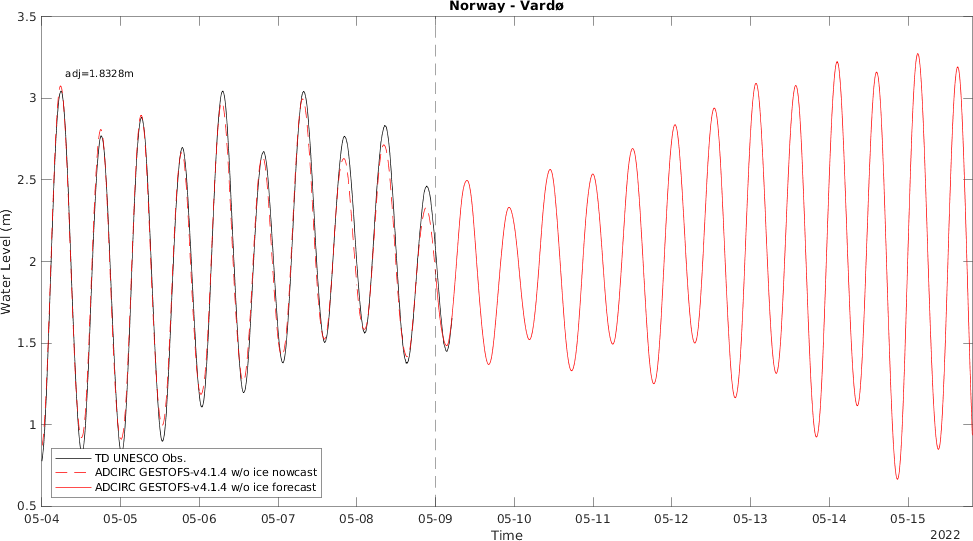 Norway - Vardø
adj=1.8328m
3.5
3
2.5
2
1.5
1
0.5
Water Level (m)
TD UNESCO Obs.
ADCIRC GESTOFS-v4.1.4 w/o ice nowcast
ADCIRC GESTOFS-v4.1.4 w/o ice forecast
05-04 05-05 05-06 05-07 05-08 05-09 05-10 05-11 05-12 05-13 05-14 05-15
Time
2022